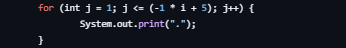 for (int j = 1; j <= (-1 * i + 5); j++) {
System.out.print(".");
}